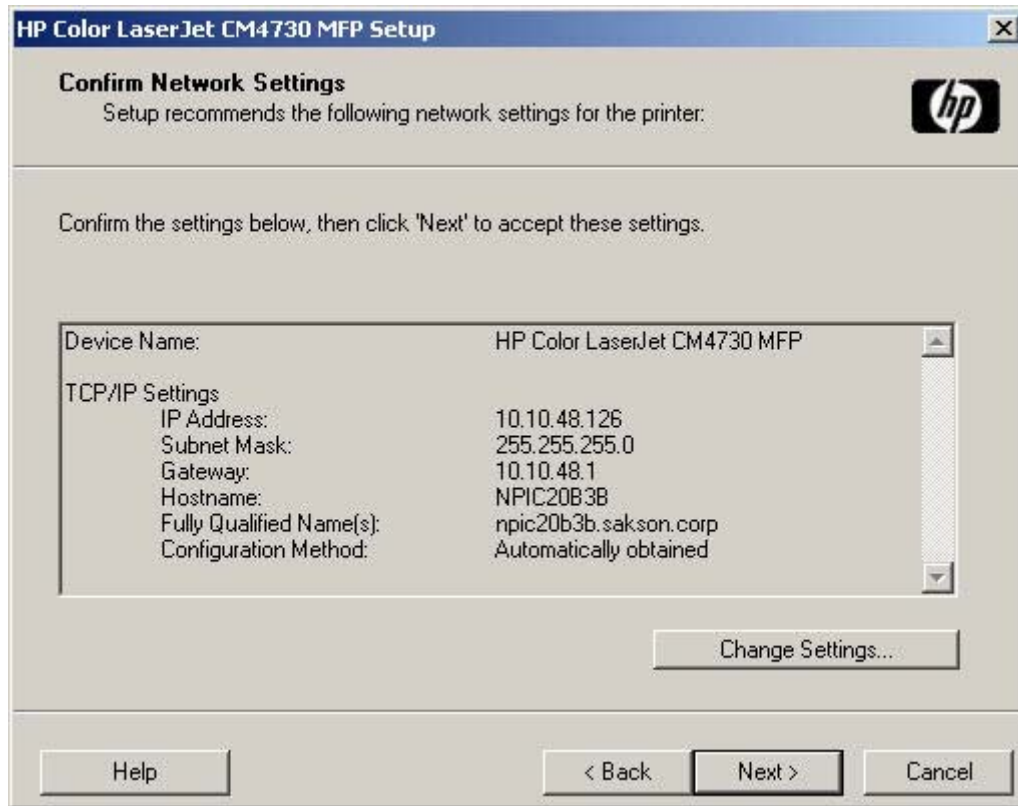 HP Color LaserJet CM4730 MFP Setup
Confirm Network Settings
Setup recommends the following network settings for the printer:
hp
Confirm the settings below, then click 'Next' to accept these settings.
Device Name: HP Color LaserJet CM4730 MFP
TCP/IP Settings
IP Address: 10.10.48.126
Subnet Mask: 255.255.255.0
Gateway: 10.10.48.1
Hostname: NPIC20B3B
Fully Qualified Name(s): npic20b3b.sakson.corp
Configuration Method: Automatically obtained
Change Settings...
Help < Back Next > Cancel